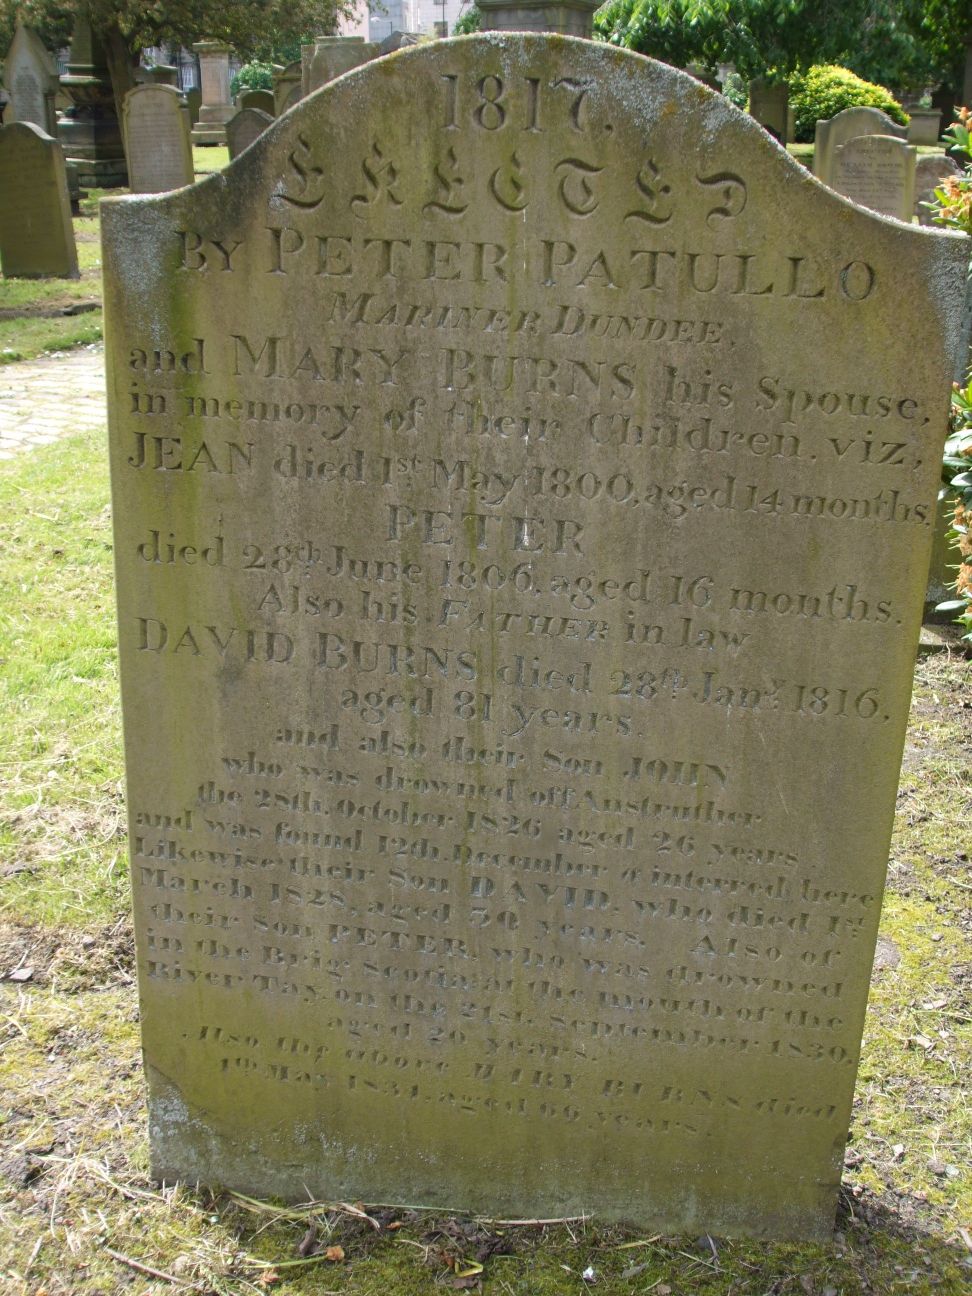 1817.
ERECTED
By PETER PATULLO
MARINER DUNDEE,
and MARY BURNS his Spouse,
in memory of their Children. viz,
JEAN died 1st May 1800, aged 14 months.
PETER
died 28th June 1806, aged 16 months.
Also his FATHER in law
DAVID BURNS died 28th Jany. 1816.
aged 81 years.
and also their Son JOHN
who was drowned off Anstruther
the 28th. October 1826 aged 26 years
and was found 12th. December & interred here
Likewise their Son DAVID, who died 1st
March 1828, aged 30 years. Also of
their son PETER, who was drowned
in the Brig. Scotia, at the mouth of the
River Tay. on the 21st. September 1830.
aged 20 years.
Also the above MARY BURNS died
May 1834, aged 66 years.